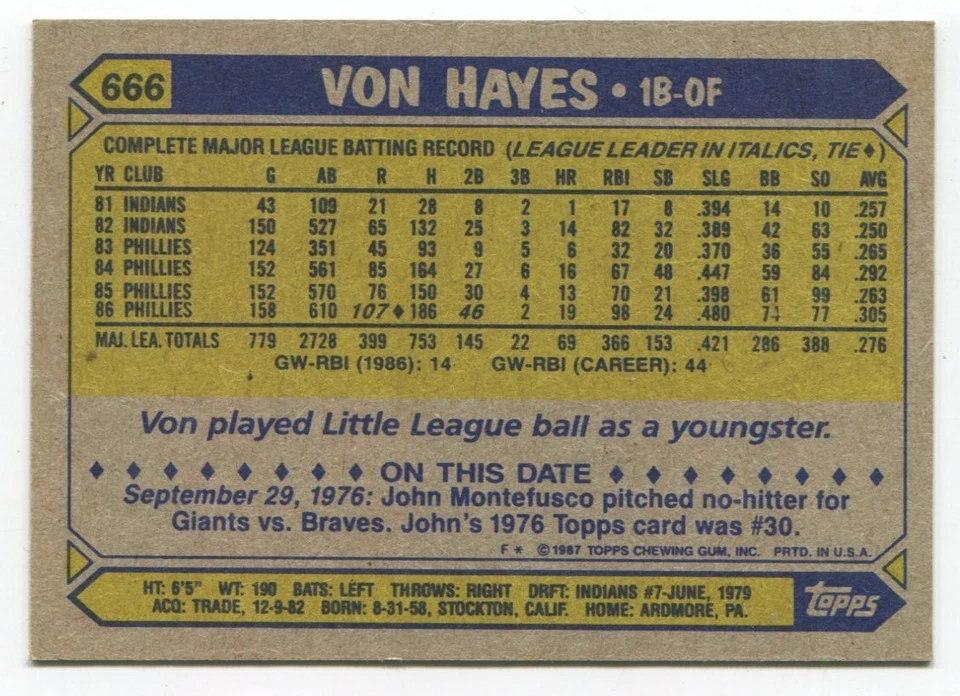 666 VON HAYES • 1B-OF
COMPLETE MAJOR LEAGUE BATTING RECORD (LEAGUE LEADER IN ITALICS, TIE♦)
YR CLUB G AB R H 2B 3B HR RBI SB SLG BB SO AVG
81 INDIANS 43 109 21 28 8 2 1 17 8 .394 14 10 .257
82 INDIANS 150 527 65 132 25 3 14 82 32 .389 42 63 .250
83 PHILLIES 124 351 45 93 9 5 6 32 20 .370 36 55 .265
84 PHILLIES 152 561 85 164 27 6 16 67 48 .447 59 84 .292
85 PHILLIES 152 570 76 150 30 4 13 70 21 .398 61 99 .263
86 PHILLIES 158 610 107♦ 186 46 2 19 98 24 .480 74 77 .305
MAJ. LEA. TOTALS 779 2728 399 753 145 22 69 366 153 .421 286 388 .276
GW-RBI (1986): 14 GW-RBI (CAREER): 44
Von played Little League ball as a youngster.
♦ ♦ ♦ ♦ ♦ ♦ ♦ ♦ ON THIS DATE ♦ ♦ ♦ ♦ ♦ ♦ ♦ ♦
September 29, 1976: John Montefusco pitched no-hitter for
Giants vs. Braves. John's 1976 Topps card was #30.
F * ©1987 TOPPS CHEWING GUM, INC. PRTD. IN U.S.A.
HT: 6'5" WT: 190 BATS: LEFT THROWS: RIGHT DRFT: INDIANS #7-JUNE, 1979
ACQ: TRADE, 12-9-82 BORN: 8-31-58, STOCKTON, CALIF. HOME: ARDMORE, PA.
Topps